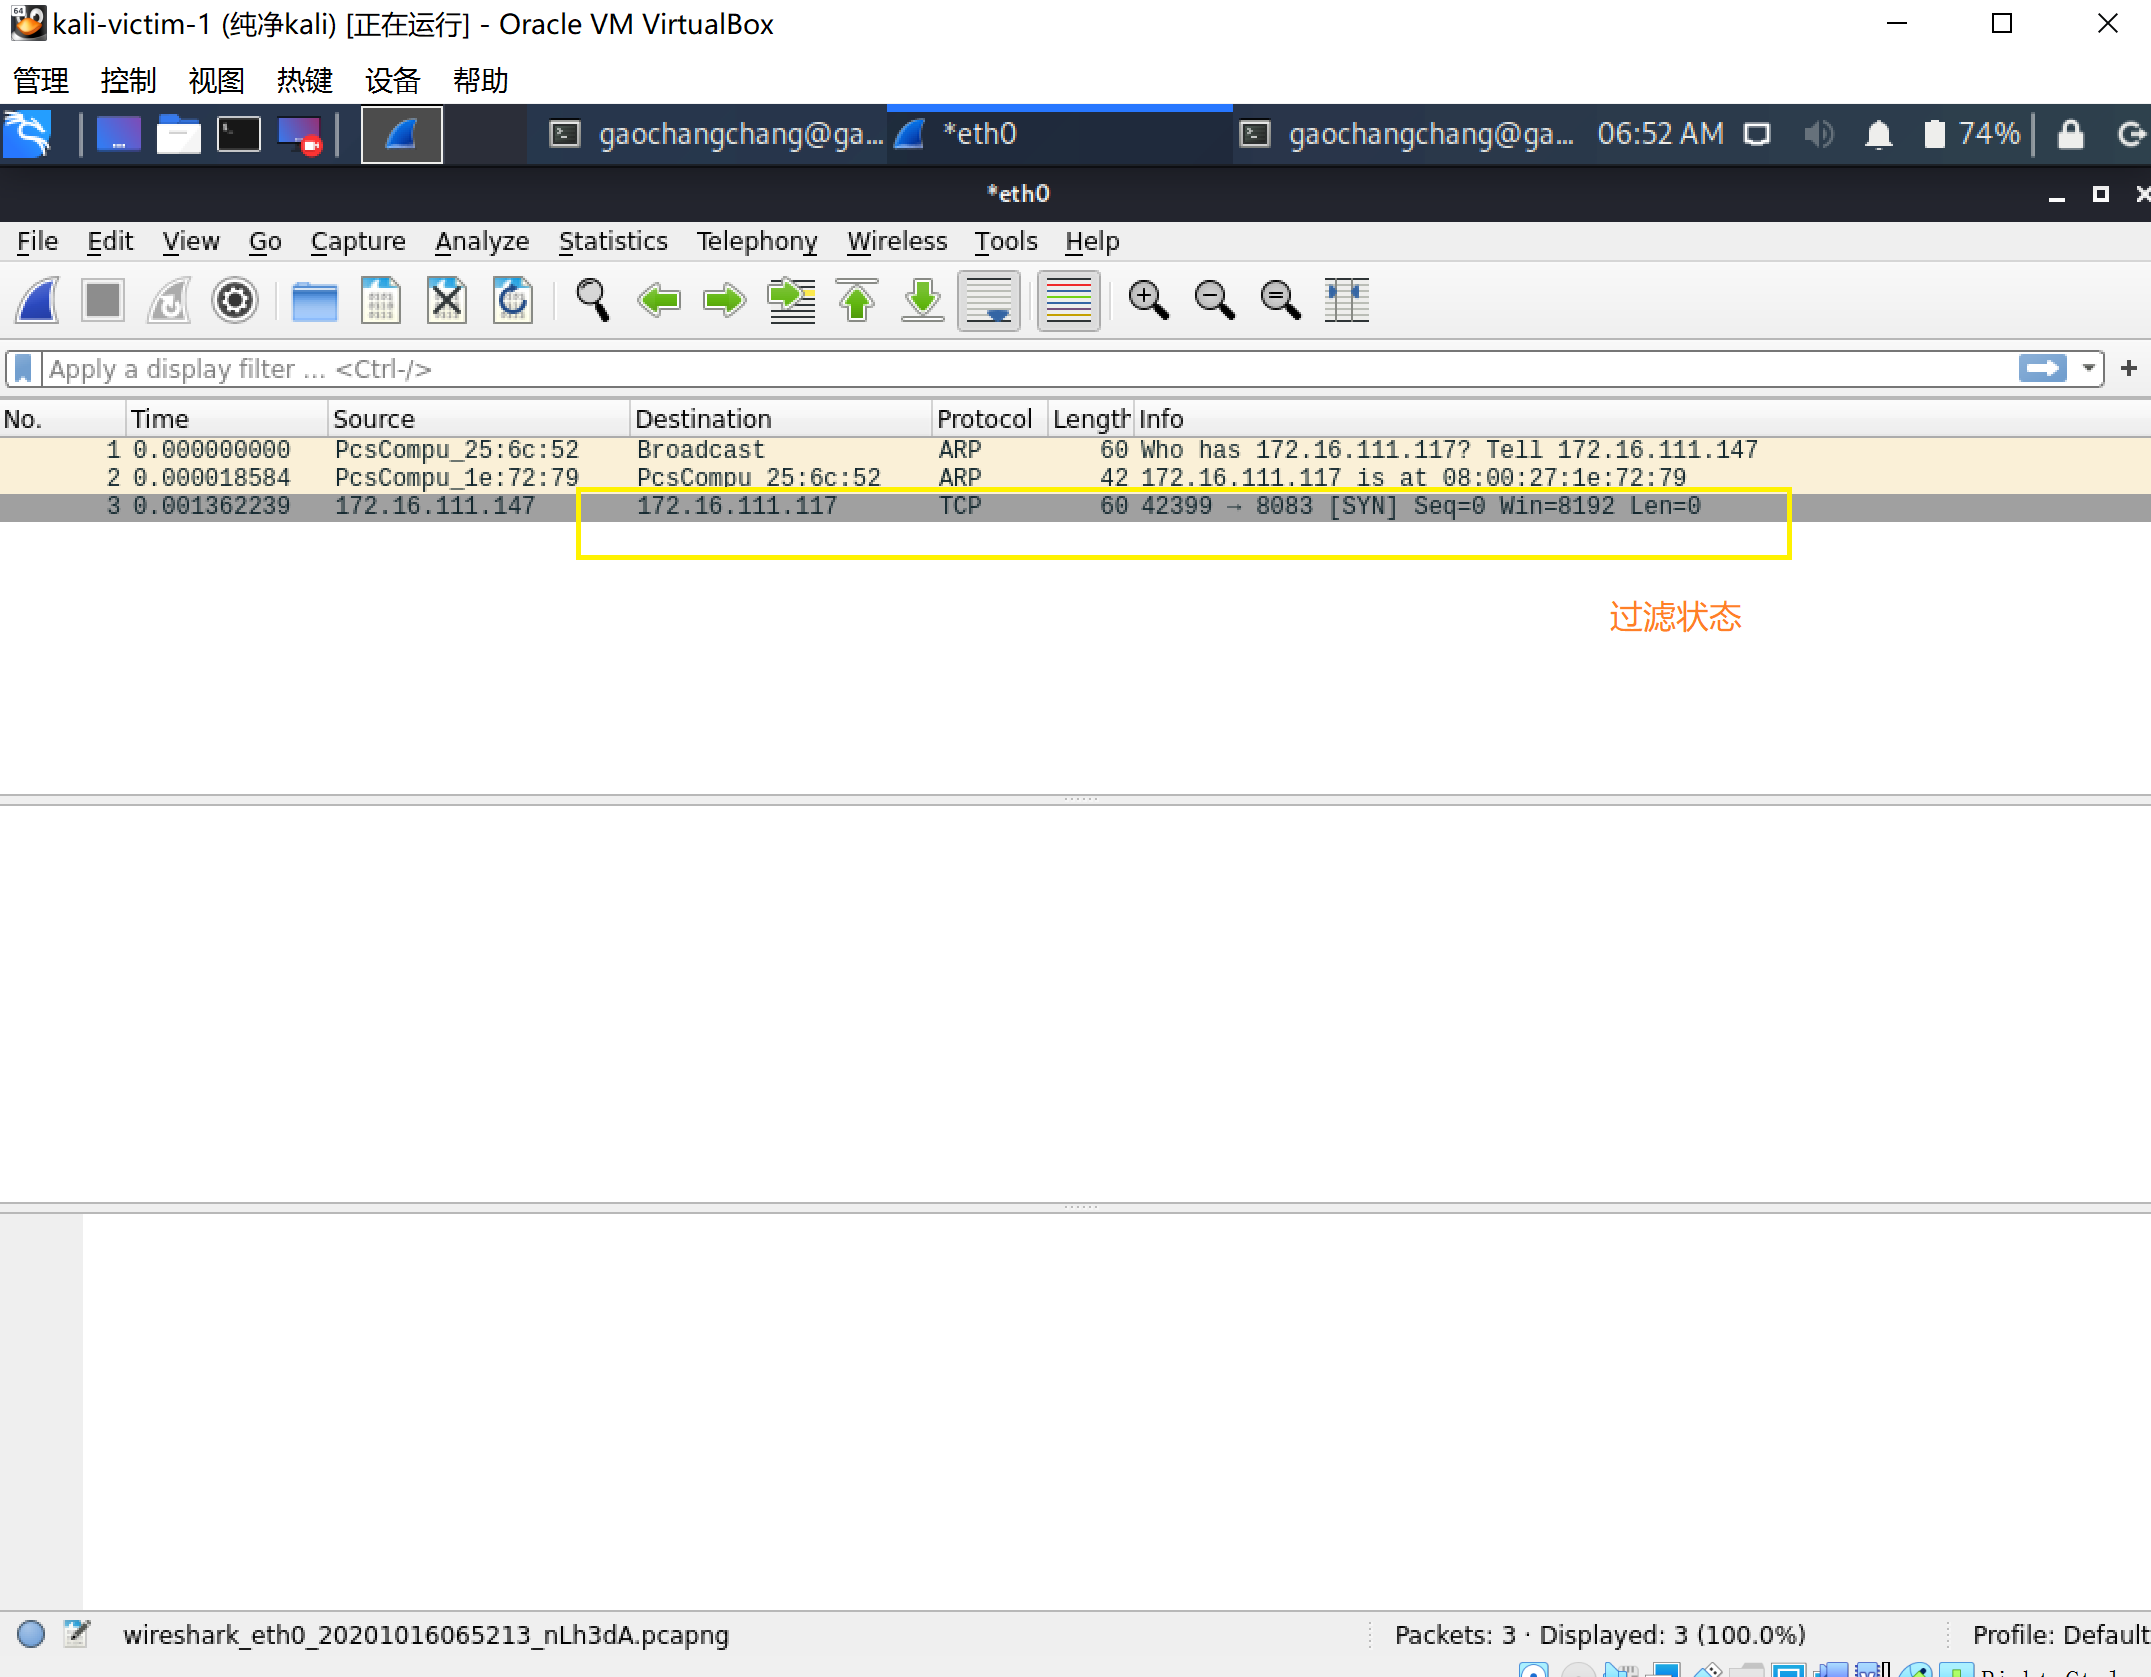 kali-victim-1 (纯净kali) [正在运行] - Oracle VM VirtualBox
管理 控制 视图 热键 设备 帮助
gaochangchang@ga... *eth0 gaochangchang@ga... 06:52 AM 74%
*eth0
File Edit View Go Capture Analyze Statistics Telephony Wireless Tools Help
Apply a display filter ... <Ctrl-/>
No. Time Source Destination Protocol Length Info
1 0.000000000 PcsCompu_25:6c:52 Broadcast ARP 60 Who has 172.16.111.117? Tell 172.16.111.147
2 0.000018584 PcsCompu_1e:72:79 PcsCompu_25:6c:52 ARP 42 172.16.111.117 is at 08:00:27:1e:72:79
3 0.001362239 172.16.111.147 172.16.111.117 TCP 60 42399 → 8083 [SYN] Seq=0 Win=8192 Len=0
过滤状态
wireshark_eth0_20201016065213_nLh3dA.pcapng Packets: 3 · Displayed: 3 (100.0%) Profile: Default